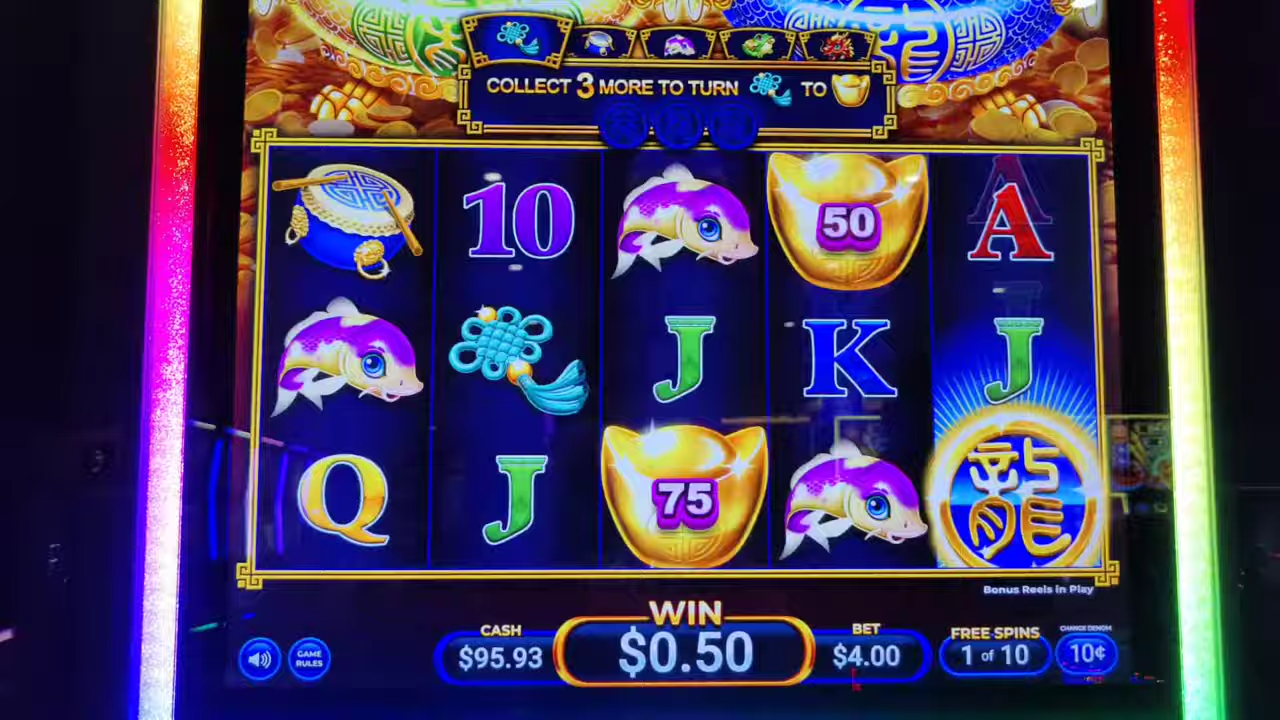 COLLECT 3 MORE TO TURN TO
10
50
A
J
K
J
Q
J
75
龍
Bonus Reels in Play
WIN
$0.50
CASH
$95.93
BET
$4.00
FREE SPINS
1 of 10
CHANGE DENOM
10¢
GAME
RULES